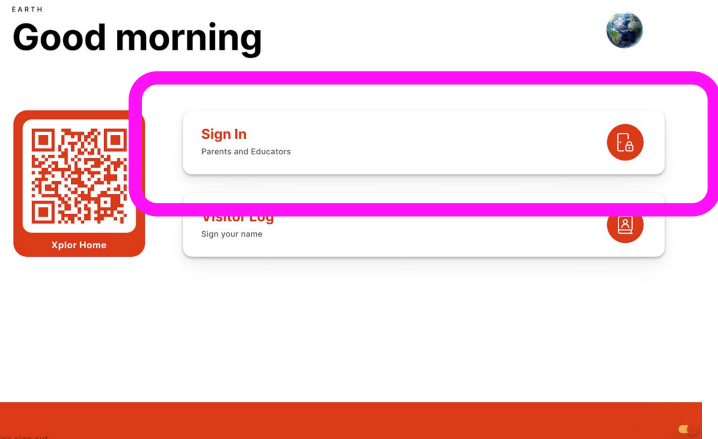 EARTH
Good morning
Sign In
Parents and Educators
Visitor Log
Sign your name
Xplor Home